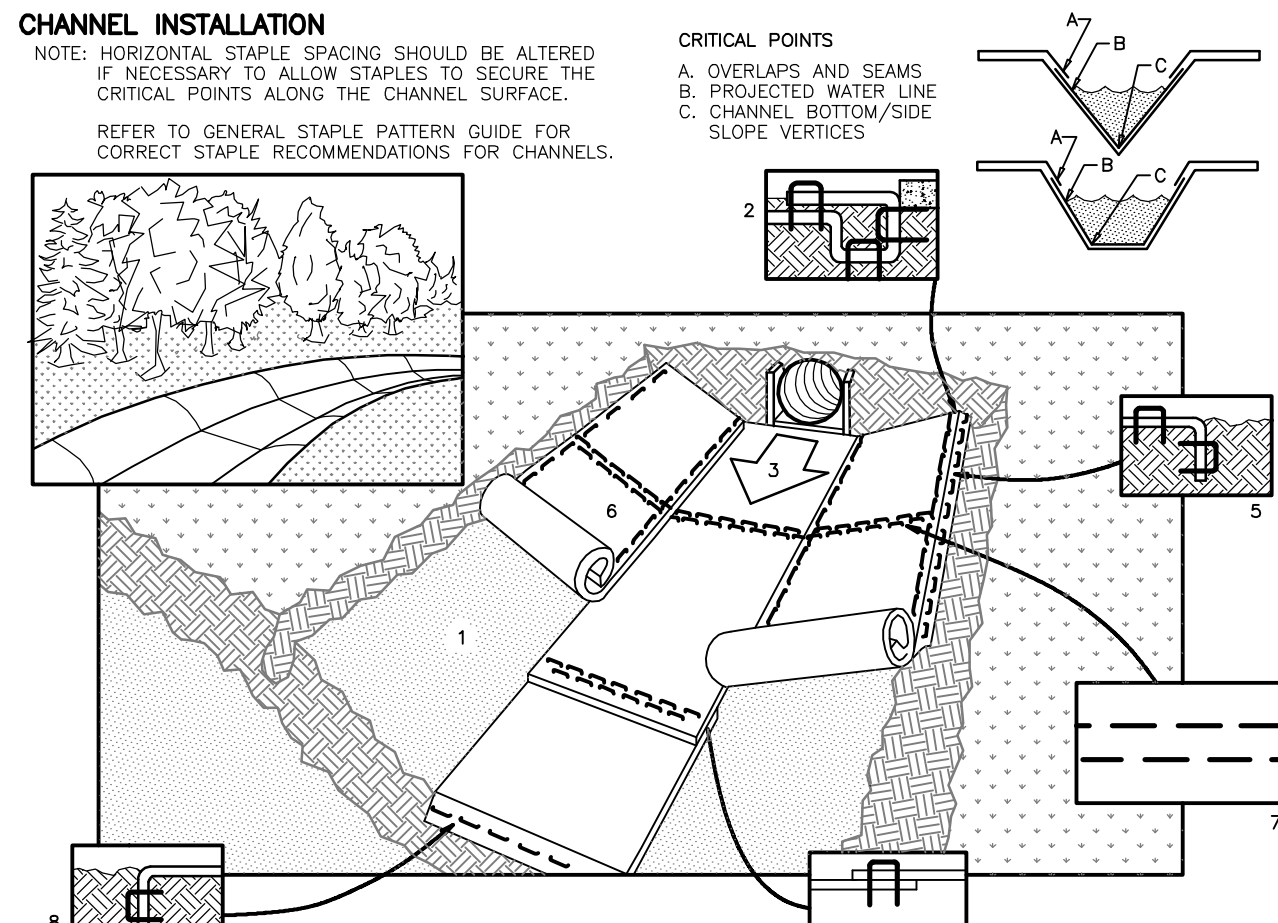 CHANNEL INSTALLATION
NOTE: HORIZONTAL STAPLE SPACING SHOULD BE ALTERED
IF NECESSARY TO ALLOW STAPLES TO SECURE THE
CRITICAL POINTS ALONG THE CHANNEL SURFACE.
REFER TO GENERAL STAPLE PATTERN GUIDE FOR
CORRECT STAPLE RECOMMENDATIONS FOR CHANNELS.
CRITICAL POINTS
A. OVERLAPS AND SEAMS
B. PROJECTED WATER LINE
C. CHANNEL BOTTOM/SIDE
SLOPE VERTICES
A
B
C
A
B
C
2
3
5
6
1
7
8